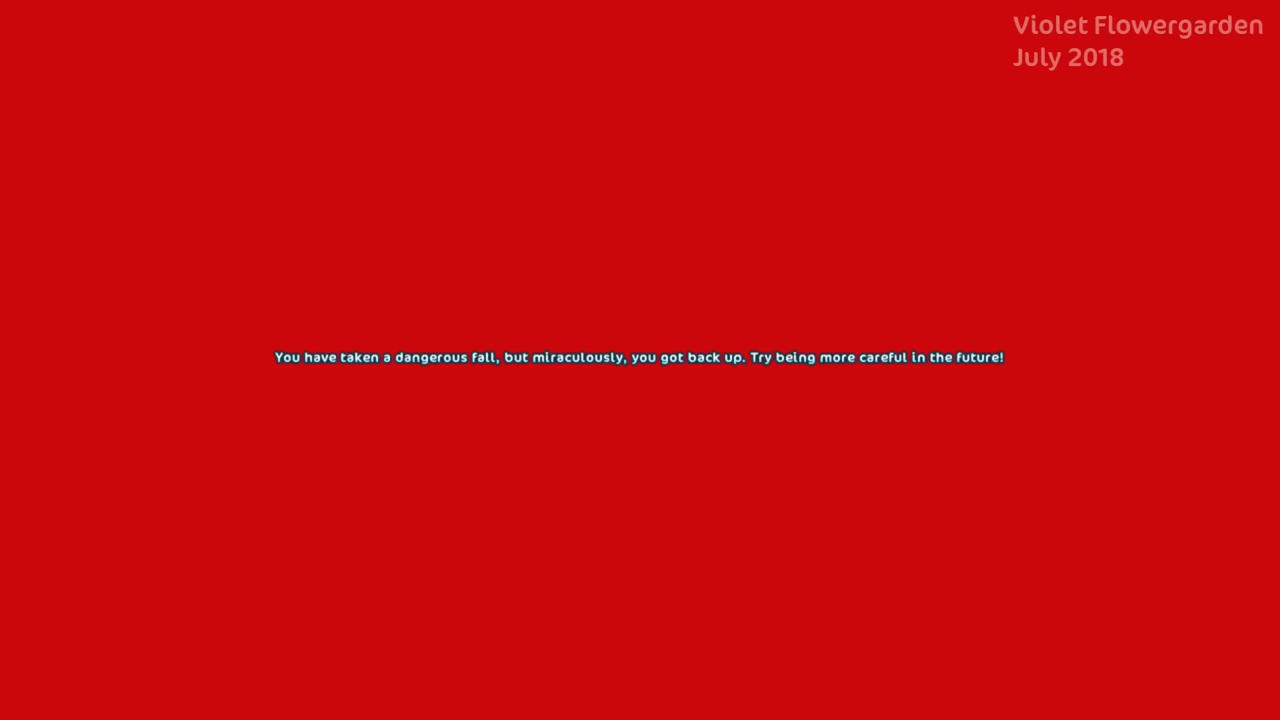 Violet Flowergarden
July 2018
You have taken a dangerous fall, but miraculously, you got back up. Try being more careful in the future!